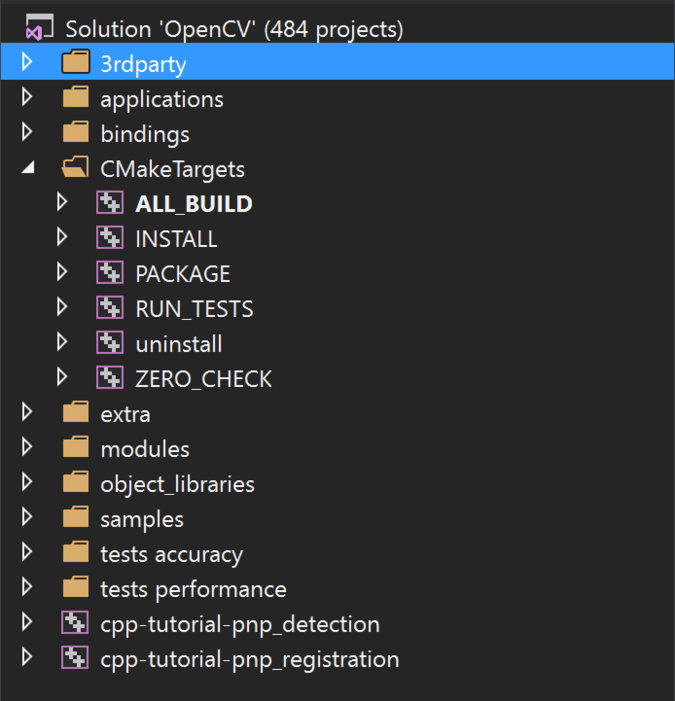 Solution 'OpenCV' (484 projects)
3rdparty
applications
bindings
CMakeTargets
ALL_BUILD
INSTALL
PACKAGE
RUN_TESTS
uninstall
ZERO_CHECK
extra
modules
object_libraries
samples
tests accuracy
tests performance
cpp-tutorial-pnp_detection
cpp-tutorial-pnp_registration